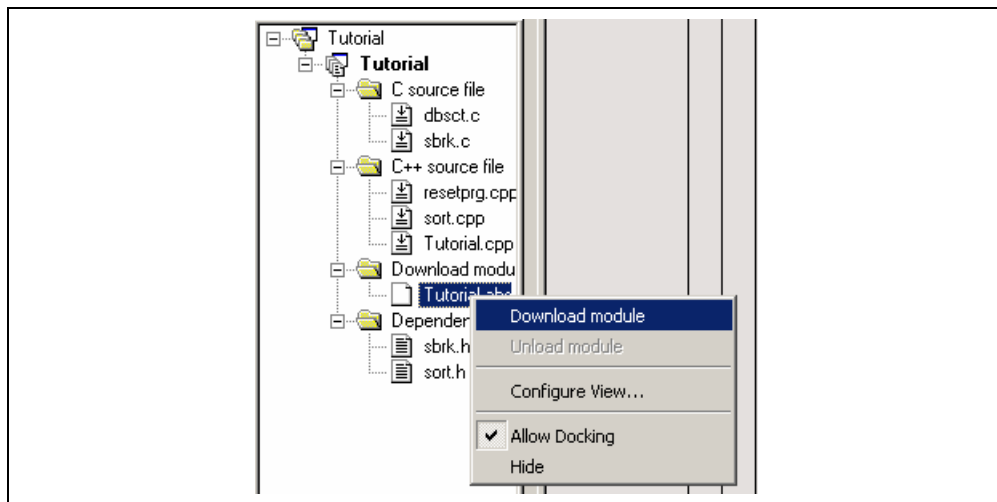 Tutorial
Tutorial
C source file
dbsct.c
sbrk.c
C++ source file
resetprg.cpp
sort.cpp
Tutorial.cpp
Download modu
Download module
Unload module
Configure View...
Allow Docking
Hide
sbrk.h
sort.h